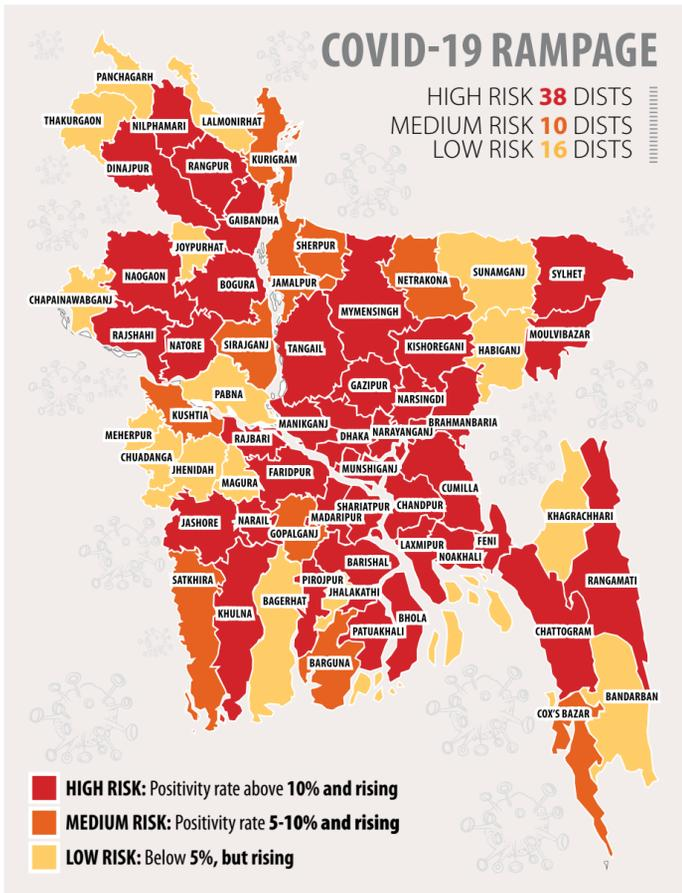 COVID-19 RAMPAGE
HIGH RISK 38 DISTS
MEDIUM RISK 10 DISTS
LOW RISK 16 DISTS
PANCHAGARH
THAKURGAON
NILPHAMARI
LALMONIRHAT
KURIGRAM
DINAJPUR
RANGPUR
GAIBANDHA
JOYPURHAT
SHERPUR
NAOGAON
BOGURA
JAMALPUR
NETRAKONA
SUNAMGANJ
SYLHET
CHAPAINAWABGANJ
MYMENSINGH
RAJSHAHI
NATORE
SIRAJGANJ
TANGAIL
KISHOREGANJ
HABIGANJ
MOULVIBAZAR
GAZIPUR
PABNA
NARSINGDI
KUSHTIA
MANIKGANJ
BRAHMANBARIA
MEHERPUR
RAJBARI
DHAKA
NARAYANGANJ
CHUADANGA
JHENIDAH
MAGURA
FARIDPUR
MUNSHIGANJ
CUMILLA
JASHORE
NARAIL
SHARIATPUR
MADARIPUR
CHANDPUR
KHAGRACHHARI
GOPALGANJ
LAXMIPUR
FENI
NOAKHALI
BARISHAL
SATKHIRA
PIROJPUR
JHALAKATHI
RANGAMATI
KHULNA
BAGERHAT
BHOLA
PATUAKHALI
CHATTOGRAM
BARGUNA
BANDARBAN
COX'S BAZAR
HIGH RISK: Positivity rate above 10% and rising
MEDIUM RISK: Positivity rate 5-10% and rising
LOW RISK: Below 5%, but rising